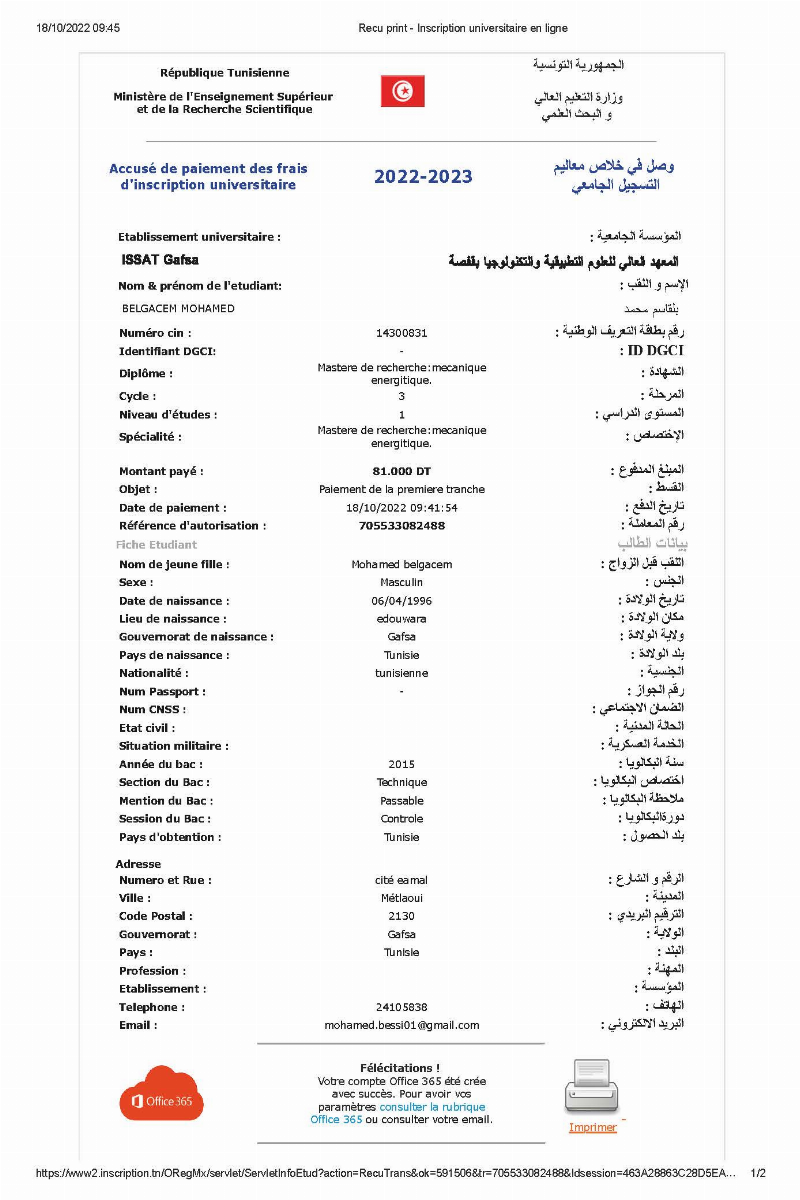 18/10/2022 09:45 Recu print - Inscription universitaire en ligne
République Tunisienne
الجمهورية التونسية
Ministère de l'Enseignement Supérieur
et de la Recherche Scientifique
وزارة التعليم العالي
و البحث العلمي
Accusé de paiement des frais
d'inscription universitaire
2022-2023
وصل في خلاص معاليم
التسجيل الجامعي
Etablissement universitaire : المؤسسة الجامعية :
ISSAT Gafsa المعهد العالي للعلوم التطبيقية والتكنولوجيا بقفصة
Nom & prénom de l'etudiant: الإسم و اللقب :
BELGACEM MOHAMED بلقاسم محمد
Numéro cin : 14300831 رقم بطاقة التعريف الوطنية :
Identifiant DGCI: - ID DGCI :
Diplôme : Mastere de recherche:mecanique
energitique. الشهادة :
Cycle : 3 المرحلة :
Niveau d'études : 1 المستوى الدراسي :
Spécialité : Mastere de recherche:mecanique
energitique. الإختصاص :
Montant payé : 81.000 DT المبلغ المدفوع :
Objet : Paiement de la premiere tranche القسط :
Date de paiement : 18/10/2022 09:41:54 تاريخ الدفع :
Référence d'autorisation : 705533082488 رقم المعاملة :
Fiche Etudiant بيانات الطالب
Nom de jeune fille : Mohamed belgacem اللقب قبل الزواج :
Sexe : Masculin الجنس :
Date de naissance : 06/04/1996 تاريخ الولادة :
Lieu de naissance : edouwara مكان الولادة :
Gouvernorat de naissance : Gafsa ولاية الولادة :
Pays de naissance : Tunisie بلد الولادة :
Nationalité : tunisienne الجنسية :
Num Passport : - رقم الجواز :
Num CNSS : الضمان الاجتماعي :
Etat civil : الحالة المدنية :
Situation militaire : الخدمة العسكرية :
Année du bac : 2015 سنة البكالويا :
Section du Bac : Technique اختصاص البكالويا :
Mention du Bac : Passable ملاحظة البكالويا :
Session du Bac : Controle دورةالبكالويا :
Pays d'obtention : Tunisie بلد الحصول :
Adresse
Numero et Rue : cité eamal الرقم و الشارع :
Ville : Métlaoui المدينة :
Code Postal : 2130 الترقيم البريدي :
Gouvernorat : Gafsa الولاية :
Pays : Tunisie البلد :
Profession : المهنة :
Etablissement : المؤسسة :
Telephone : 24105838 الهاتف :
Email : mohamed.bessi01@gmail.com البريد الالكتروني :
Office 365
Félécitations !
Votre compte Office 365 été crée
avec succès. Pour avoir vos
paramètres consulter la rubrique
Office 365 ou consulter votre email.
Imprimer
https://www2.inscription.tn/ORegMx/servlet/ServletInfoEtud?action=RecuTrans&ok=591506&tr=705533082488&Idsession=463A28863C28D5EA... 1/2